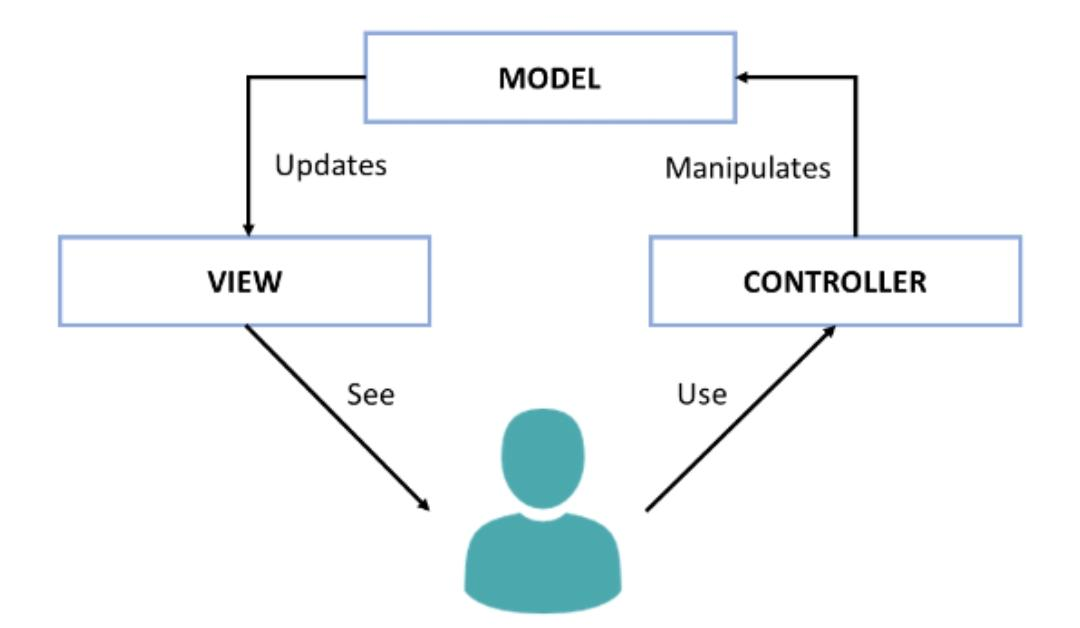 MODEL
Updates
Manipulates
VIEW
CONTROLLER
See
Use